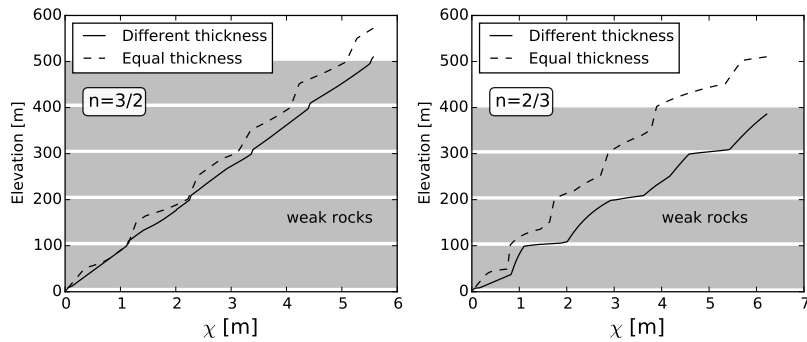 600
500
400
300
200
100
0
Elevation [m]
Different thickness
Equal thickness
n=3/2
weak rocks
0 1 2 3 4 5 6
χ [m]
600
500
400
300
200
100
0
Elevation [m]
Different thickness
Equal thickness
n=2/3
weak rocks
0 1 2 3 4 5 6 7
χ [m]